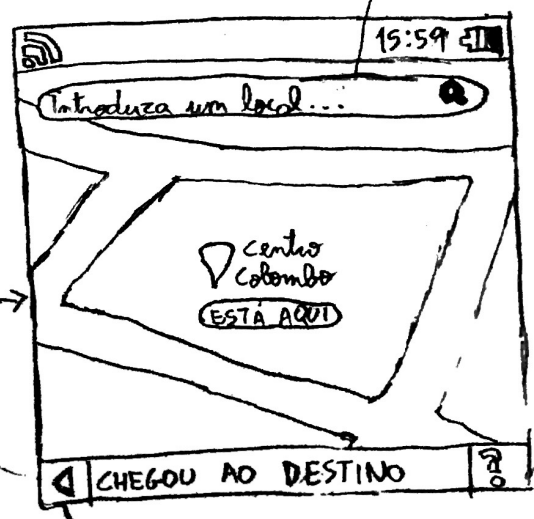 15:59
Introduza um local...
Centro
Colombo
ESTÁ AQUI
CHEGOU AO DESTINO